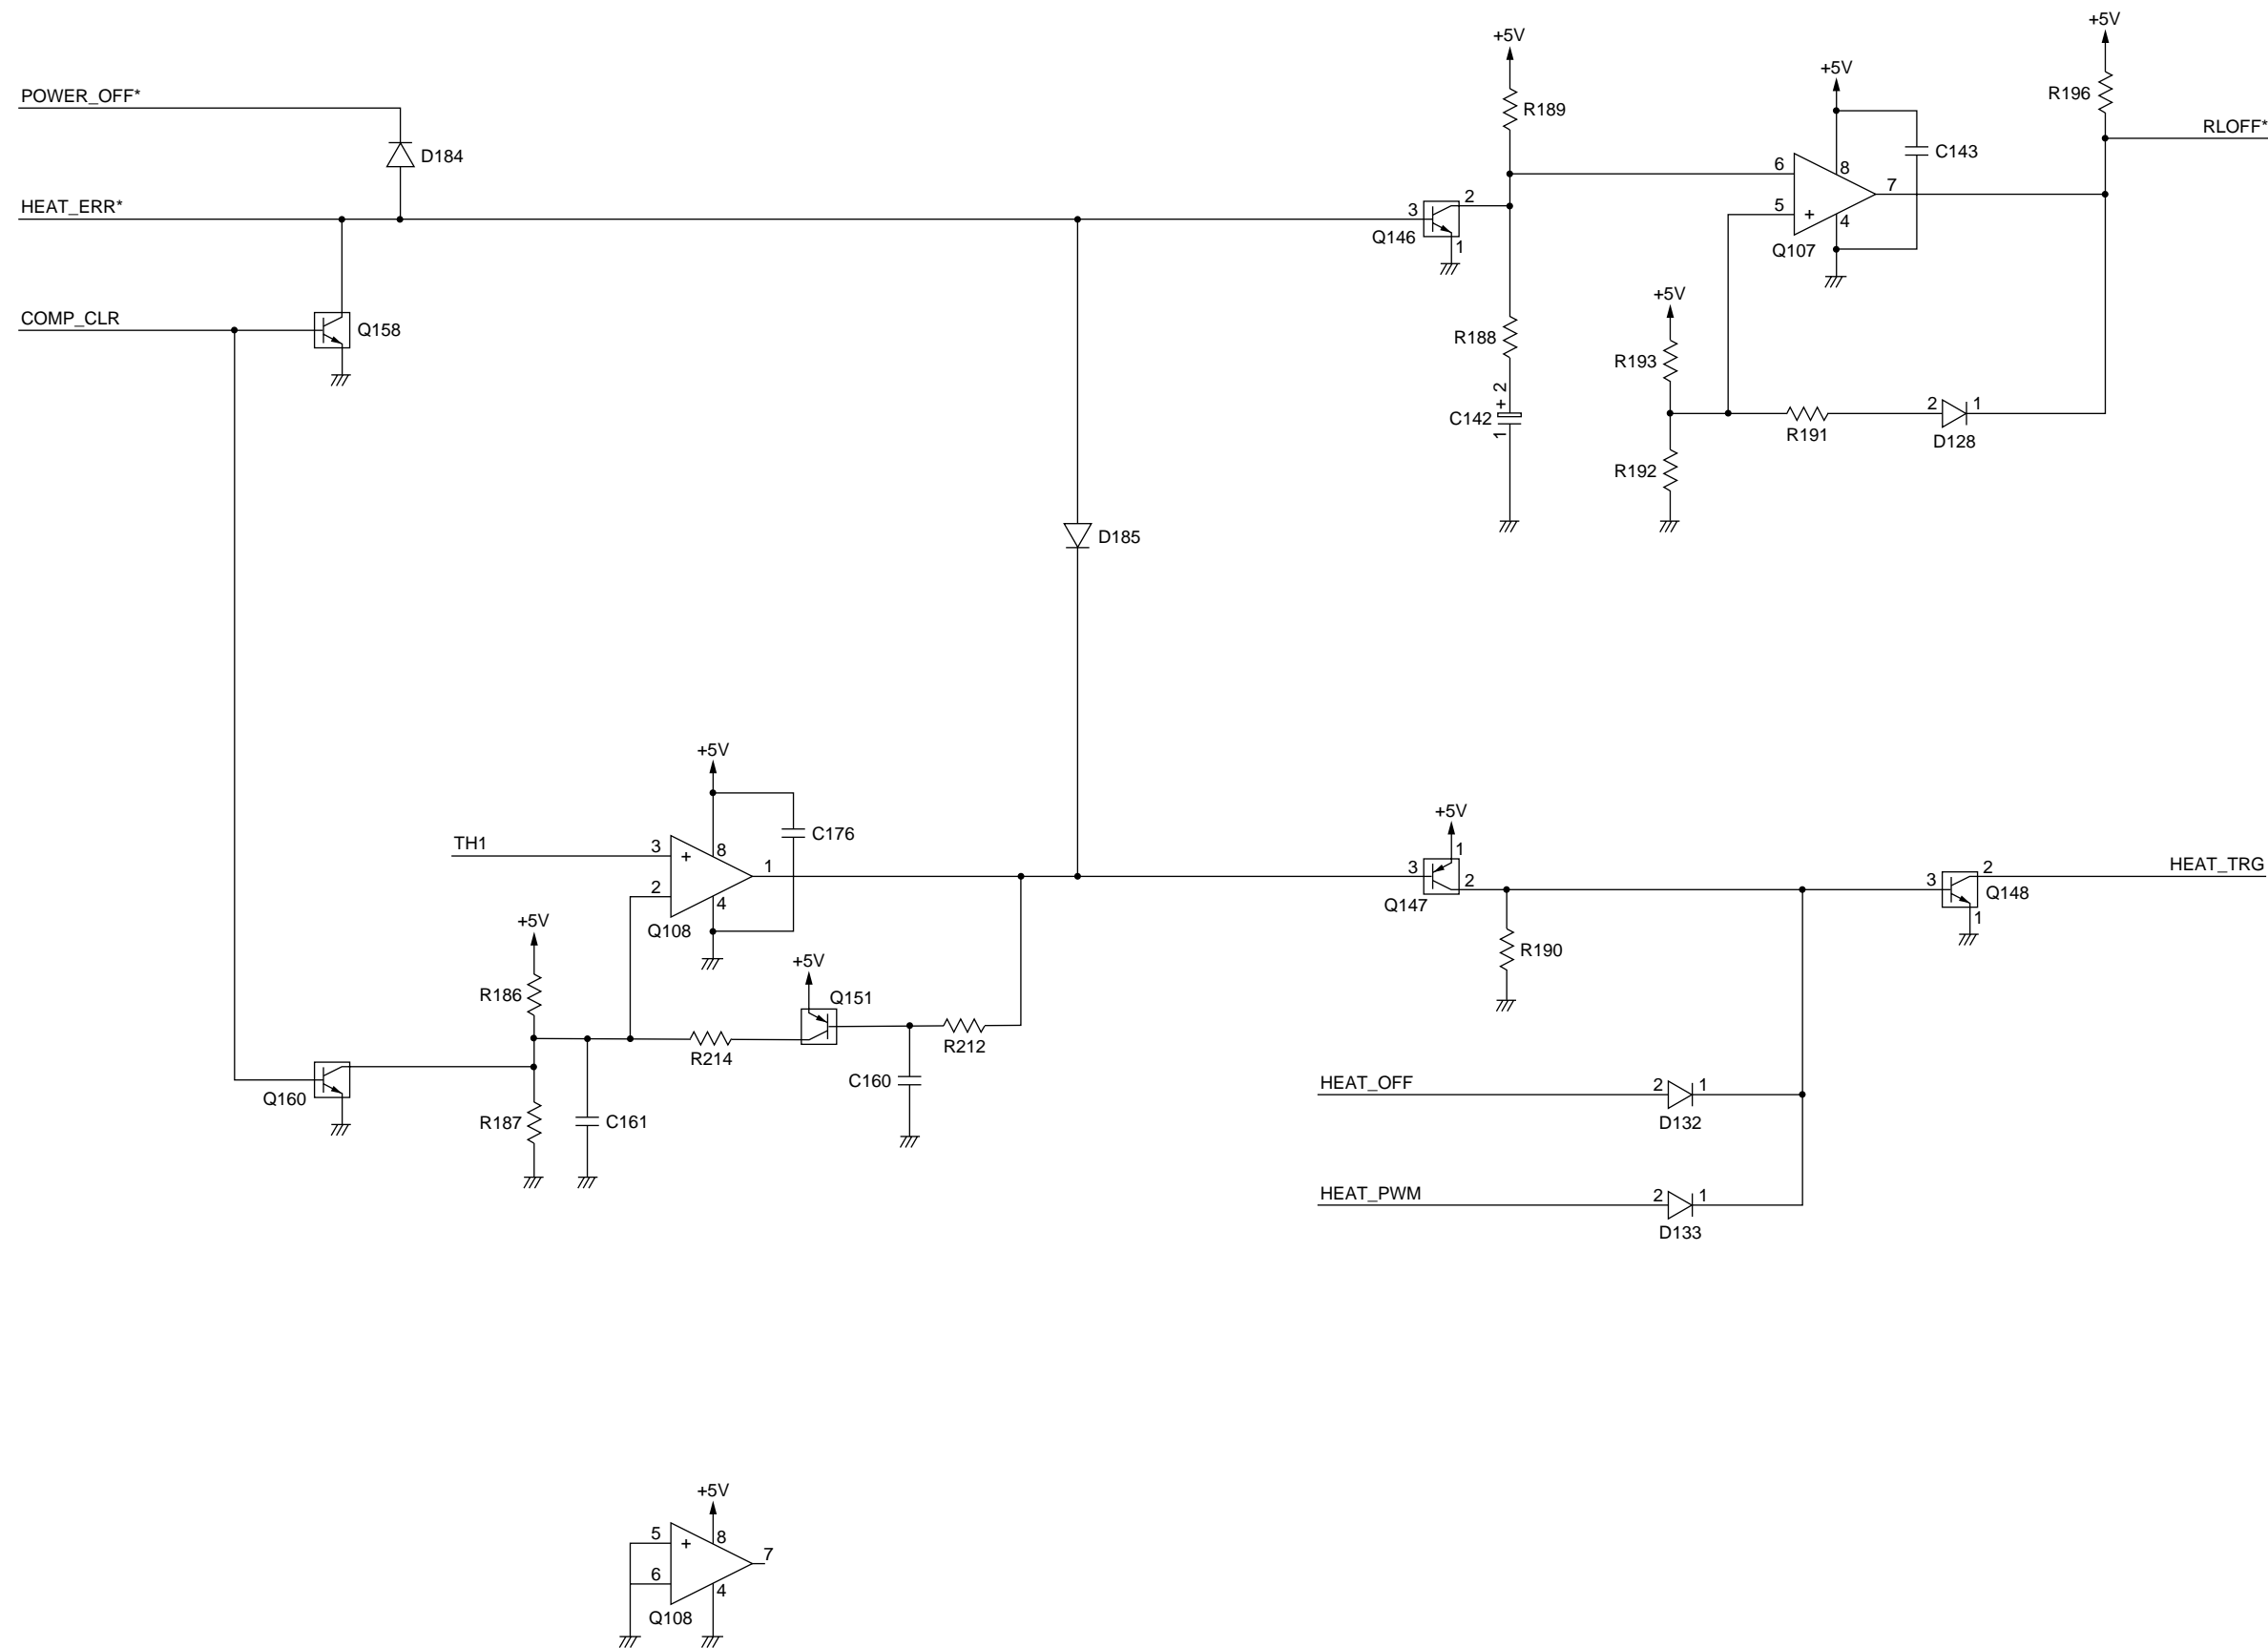 +5V
+5V
+5V
POWER_OFF*
R189
R196
RLOFF*
D184
C143
6
8
7
HEAT_ERR*
3
2
5
+
4
Q146
1
Q107
COMP_CLR
Q158
+5V
R188
R193
2
+
C142
1
2
1
R191
D128
R192
D185
+5V
TH1
3
+
8
C176
1
2
4
Q108
+5V
1
3
2
Q147
2
3
Q148
1
HEAT_TRG
+5V
+5V
R190
R186
Q151
R214
R212
C160
Q160
R187
C161
HEAT_OFF
2
1
D132
HEAT_PWM
2
1
D133
+5V
5
+
8
7
6
4
Q108